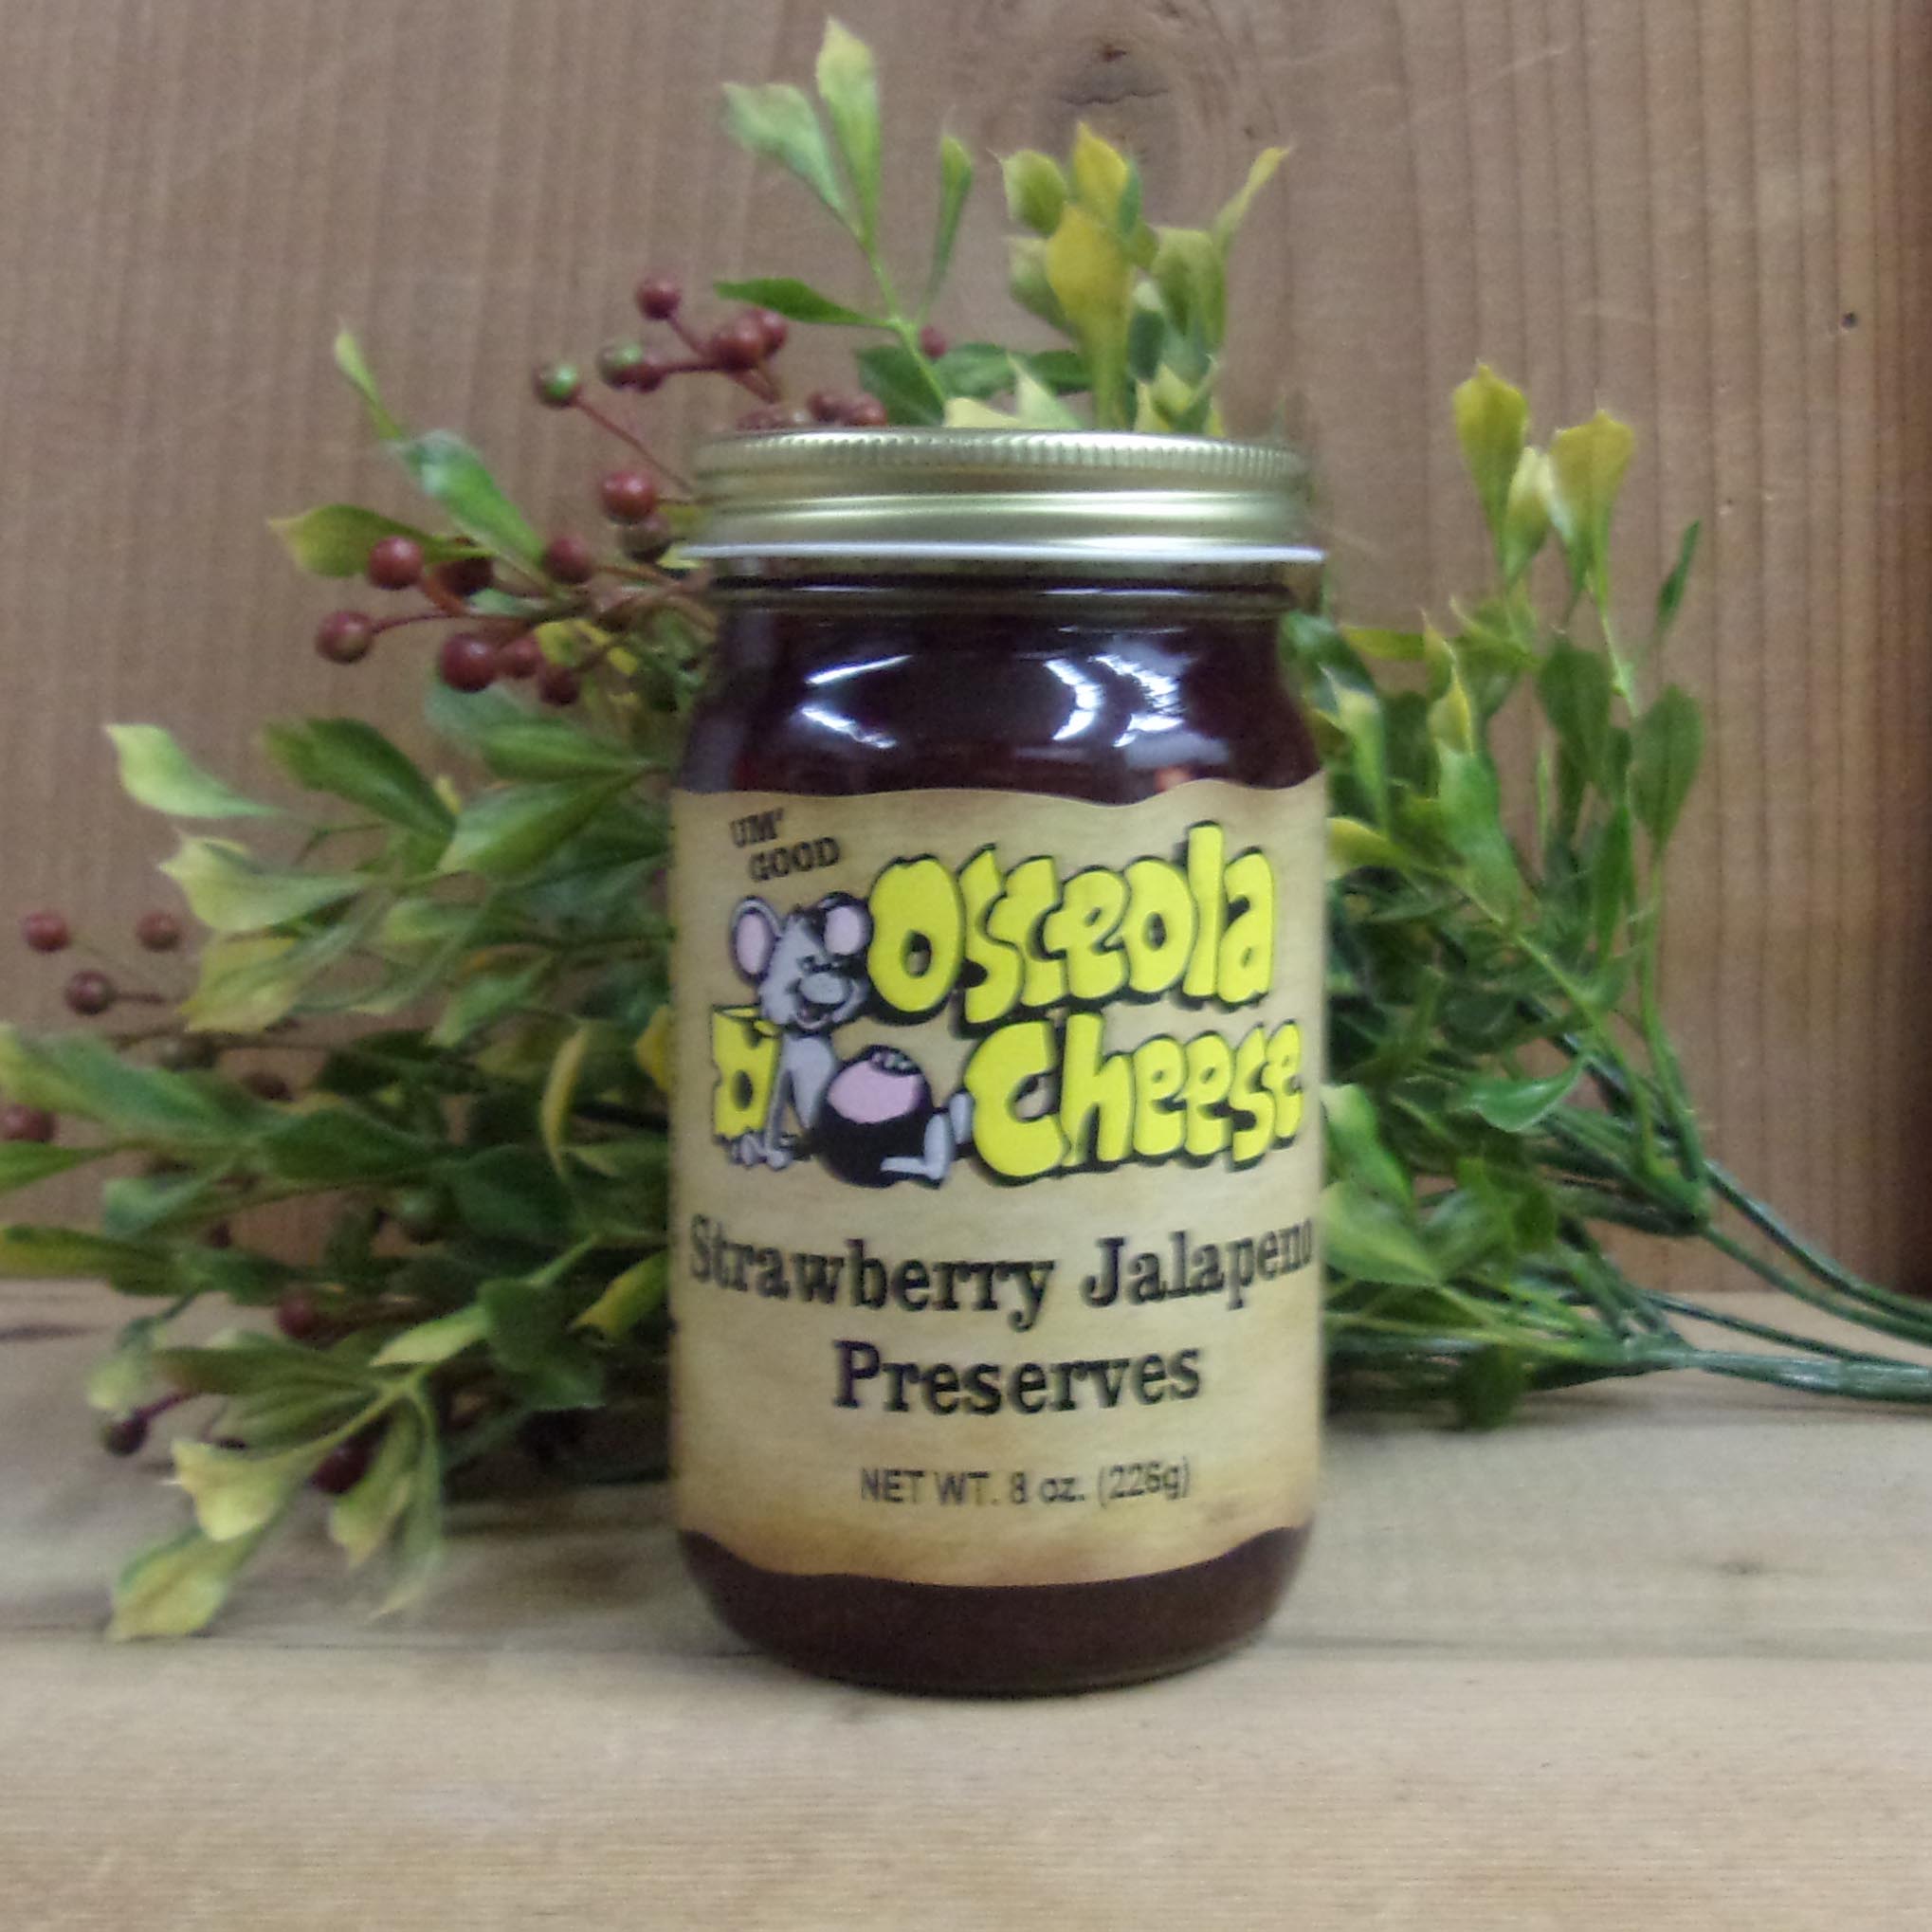 UM'
GOOD
Osceola
Cheese
Strawberry Jalapeno
Preserves
NET WT. 8 oz. (226g)